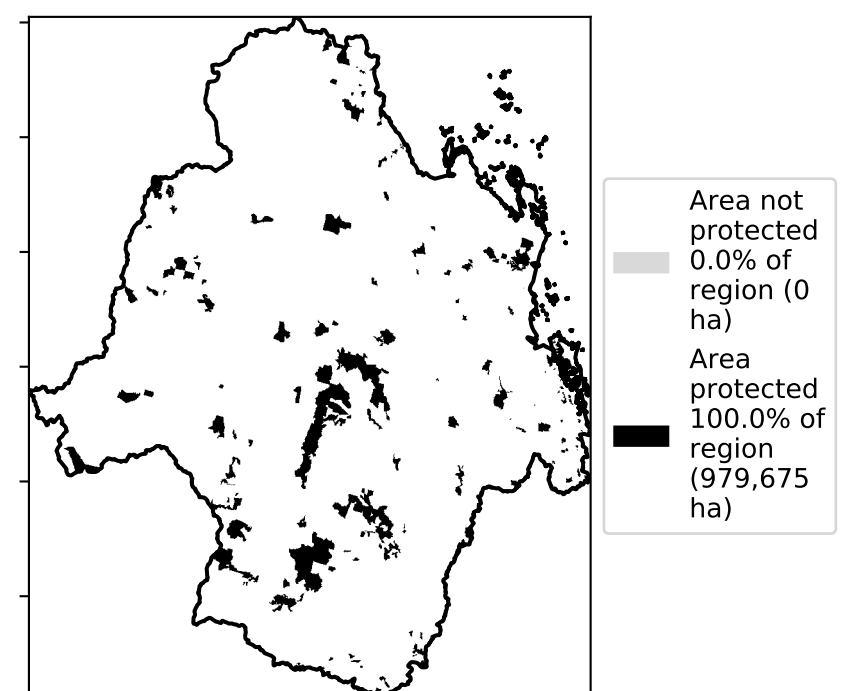 Area not
protected
0.0% of
region (0
ha)
Area
protected
100.0% of
region
(979,675
ha)